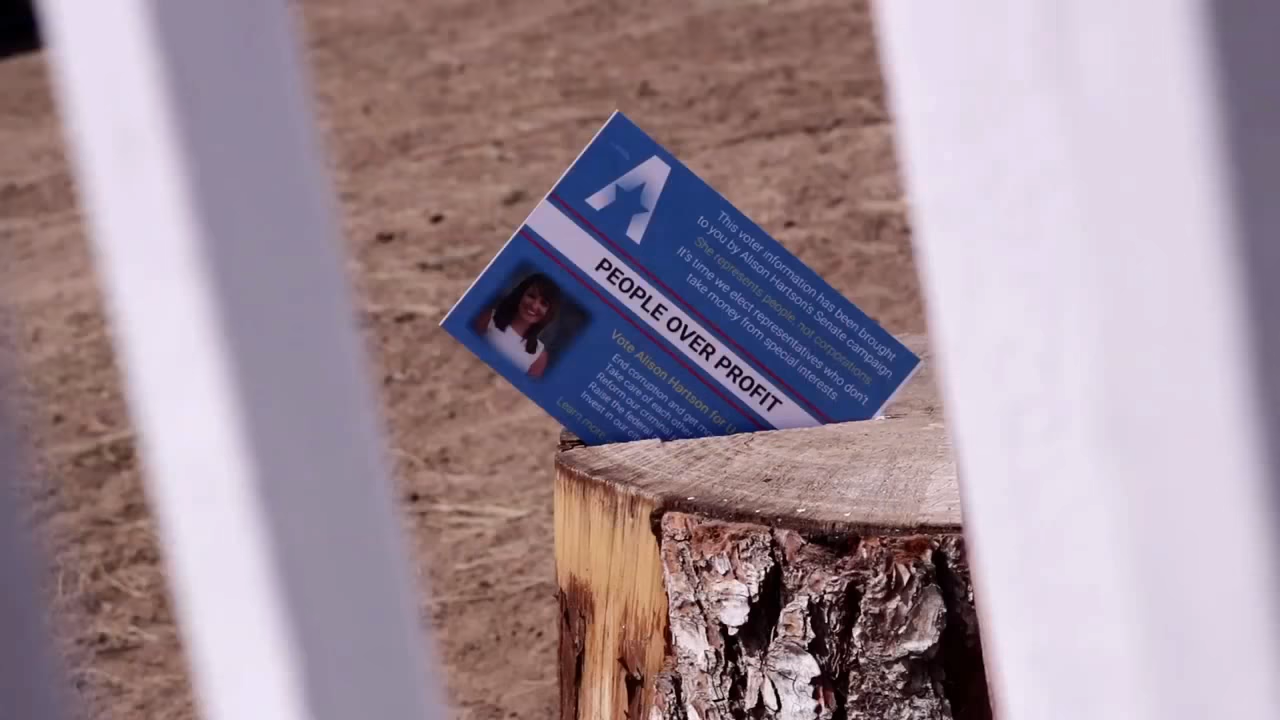 A
This voter information has been brought
to you by Alison Hartson's Senate campaign
She represents people, not corporations.
It's time we elect representatives who don't
take money from special interests.
PEOPLE OVER PROFIT
Vote Alison Hartson for U
End corruption and get
Take care of each other
Reform our criminal
Raise the federal
Invest in our
Learn more